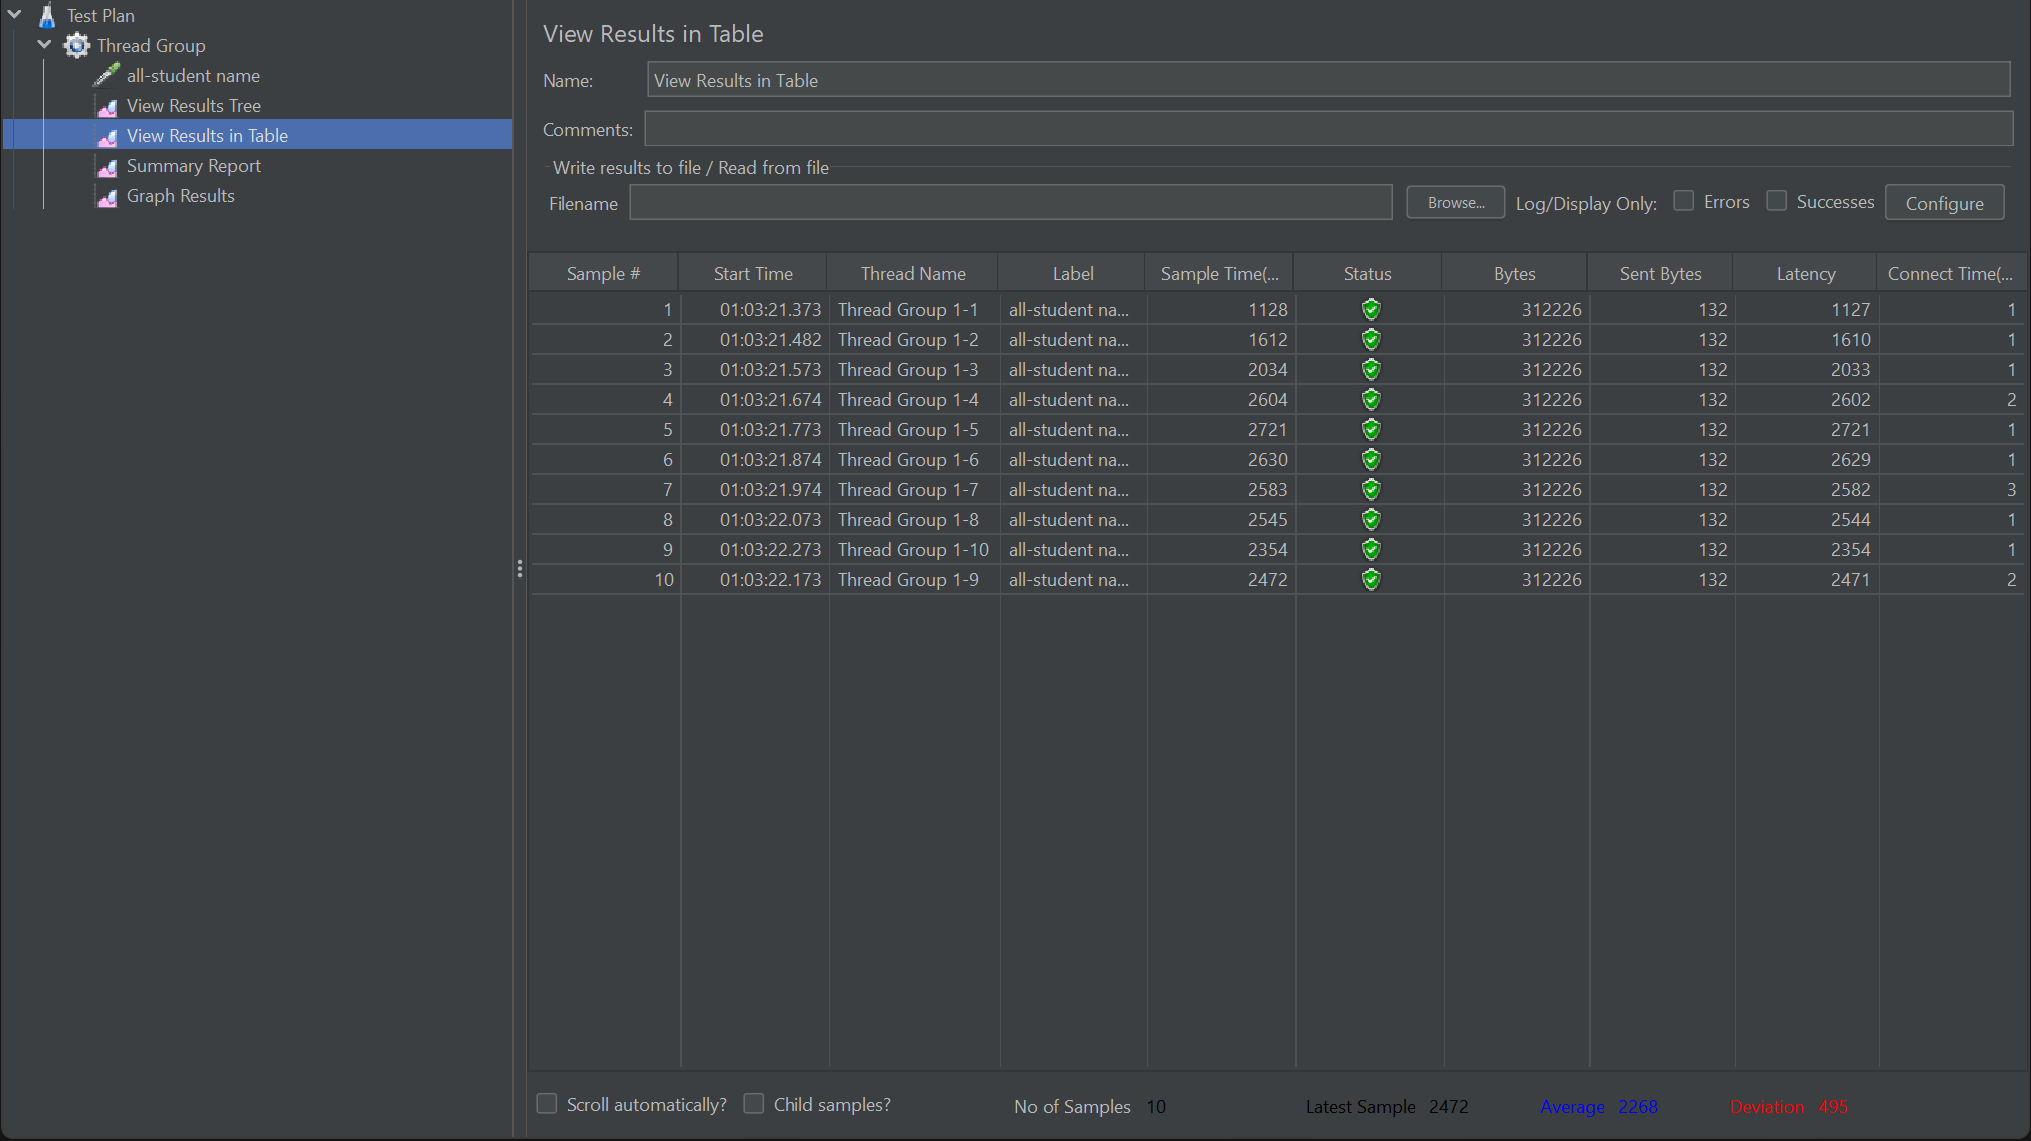 Test Plan
Thread Group
all-student name
View Results Tree
View Results in Table
Summary Report
Graph Results
View Results in Table
Name: View Results in Table
Comments:
Write results to file / Read from file
Filename Browse... Log/Display Only: Errors Successes Configure
Sample # Start Time Thread Name Label Sample Time(... Status Bytes Sent Bytes Latency Connect Time(...
1 01:03:21.373 Thread Group 1-1 all-student na... 1128 312226 132 1127 1
2 01:03:21.482 Thread Group 1-2 all-student na... 1612 312226 132 1610 1
3 01:03:21.573 Thread Group 1-3 all-student na... 2034 312226 132 2033 1
4 01:03:21.674 Thread Group 1-4 all-student na... 2604 312226 132 2602 2
5 01:03:21.773 Thread Group 1-5 all-student na... 2721 312226 132 2721 1
6 01:03:21.874 Thread Group 1-6 all-student na... 2630 312226 132 2629 1
7 01:03:21.974 Thread Group 1-7 all-student na... 2583 312226 132 2582 3
8 01:03:22.073 Thread Group 1-8 all-student na... 2545 312226 132 2544 1
9 01:03:22.273 Thread Group 1-10 all-student na... 2354 312226 132 2354 1
10 01:03:22.173 Thread Group 1-9 all-student na... 2472 312226 132 2471 2
Scroll automatically? Child samples? No of Samples 10 Latest Sample 2472 Average 2268 Deviation 495